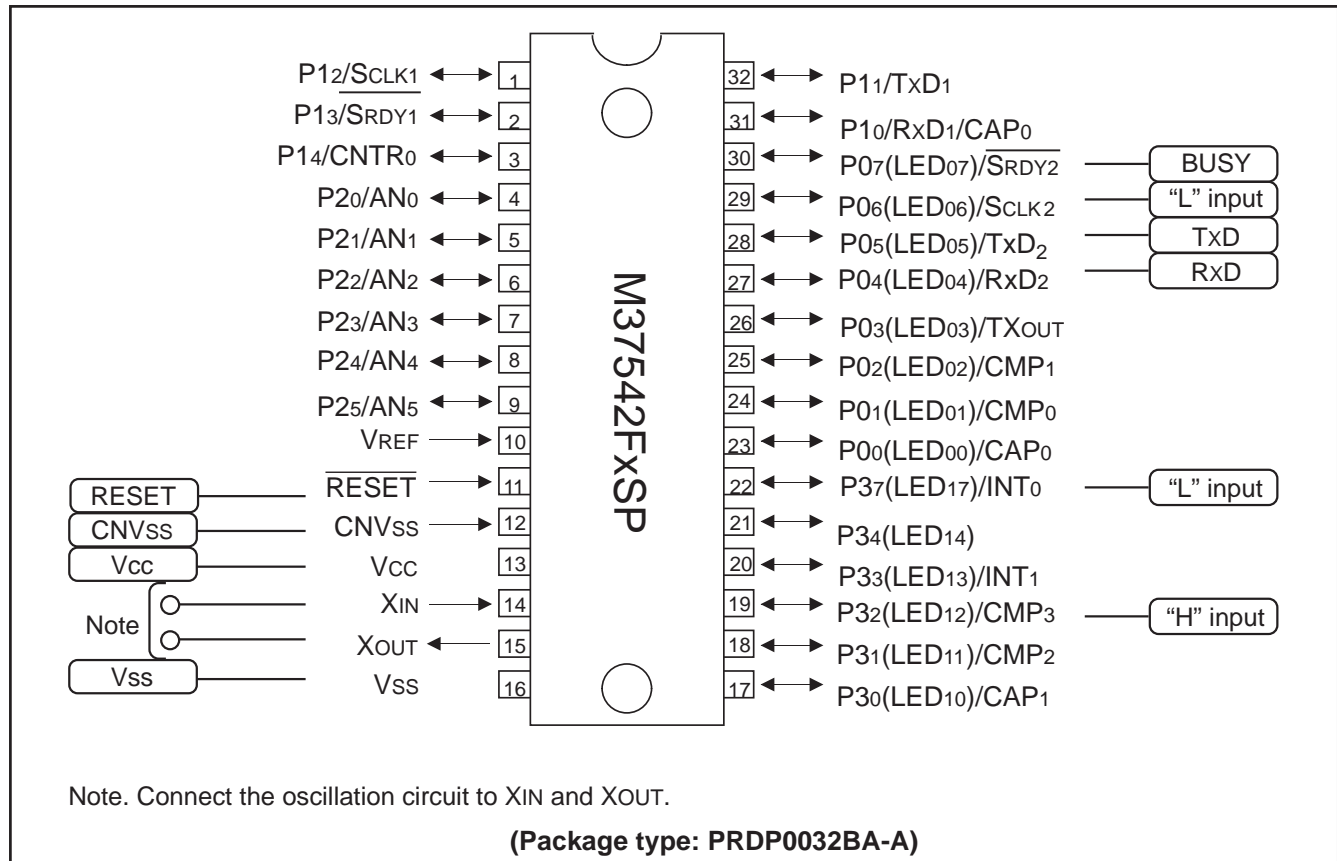 P12/SCLK1 1
P13/SRDY1 2
P14/CNTR0 3
P20/AN0 4
P21/AN1 5
P22/AN2 6
P23/AN3 7
P24/AN4 8
P25/AN5 9
VREF 10
RESET RESET 11
CNVSS CNVSS 12
Vcc VCC 13
Note
XIN 14
XOUT 15
Vss VSS 16
M37542FxSP
32 P11/TXD1
31 P10/RXD1/CAP0
30 P07(LED07)/SRDY2 BUSY
29 P06(LED06)/SCLK2 “L” input
28 P05(LED05)/TxD2 TXD
27 P04(LED04)/RxD2 RXD
26 P03(LED03)/TXOUT
25 P02(LED02)/CMP1
24 P01(LED01)/CMP0
23 P00(LED00)/CAP0
22 P37(LED17)/INT0 “L” input
21 P34(LED14)
20 P33(LED13)/INT1
19 P32(LED12)/CMP3 “H” input
18 P31(LED11)/CMP2
17 P30(LED10)/CAP1
Note. Connect the oscillation circuit to XIN and XOUT.
(Package type: PRDP0032BA-A)